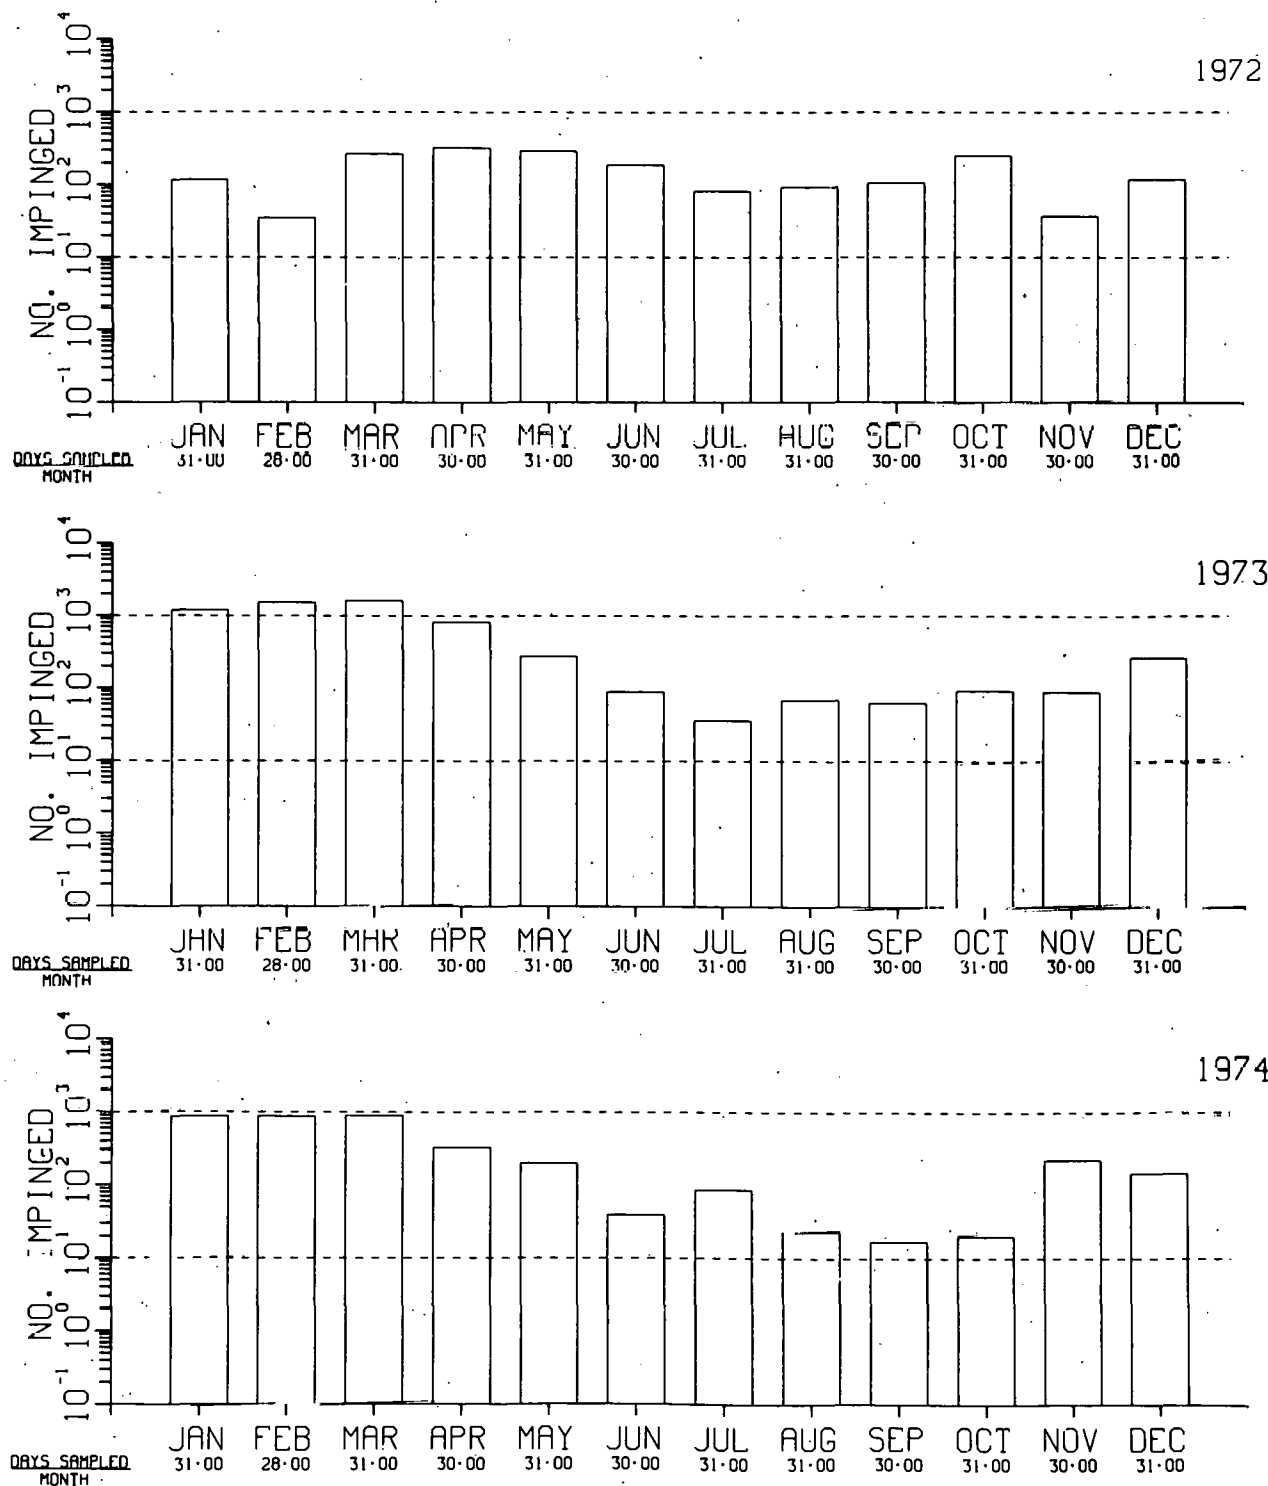 1972
NO. IMPINGED
10⁴
10³
10²
10¹
10⁰
10⁻¹
JAN FEB MAR APR MAY JUN JUL AUG SEP OCT NOV DEC
DAYS SAMPLED 31.00 28.00 31.00 30.00 31.00 30.00 31.00 31.00 30.00 31.00 30.00 31.00
MONTH
1973
NO. IMPINGED
10⁴
10³
10²
10¹
10⁰
10⁻¹
JAN FEB MAR APR MAY JUN JUL AUG SEP OCT NOV DEC
DAYS SAMPLED 31.00 28.00 31.00 30.00 31.00 30.00 31.00 31.00 30.00 31.00 30.00 31.00
MONTH
1974
NO. IMPINGED
10⁴
10³
10²
10¹
10⁰
10⁻¹
JAN FEB MAR APR MAY JUN JUL AUG SEP OCT NOV DEC
DAYS SAMPLED 31.00 28.00 31.00 30.00 31.00 30.00 31.00 31.00 30.00 31.00 30.00 31.00
MONTH